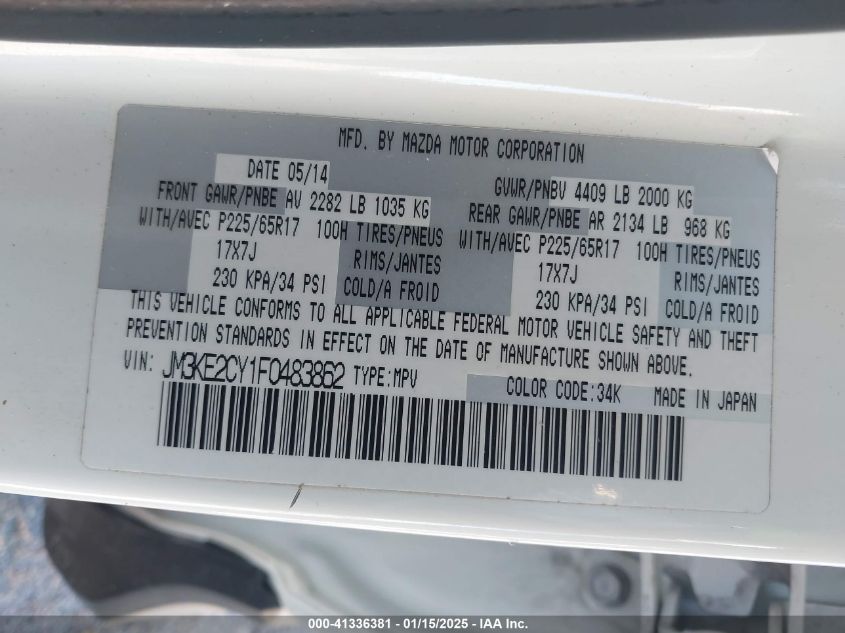 MFD. BY MAZDA MOTOR CORPORATION
DATE 05/14 GVWR/PNBV 4409 LB 2000 KG
FRONT GAWR/PNBE AV 2282 LB 1035 KG REAR GAWR/PNBE AR 2134 LB 968 KG
WITH/AVEC P225/65R17 100H TIRES/PNEUS WITH/AVEC P225/65R17 100H TIRES/PNEUS
17X7J RIMS/JANTES 17X7J RIMS/JANTES
230 KPA/34 PSI COLD/A FROID 230 KPA/34 PSI COLD/A FROID
THIS VEHICLE CONFORMS TO ALL APPLICABLE FEDERAL MOTOR VEHICLE SAFETY AND THEFT
PREVENTION STANDARDS IN EFFECT ON THE DATE OF MANUFACTURE SHOWN ABOVE.
VIN: JM3KE2CY1F0483862 TYPE:MPV COLOR CODE:34K MADE IN JAPAN
000-41336381 - 01/15/2025 - IAA Inc.